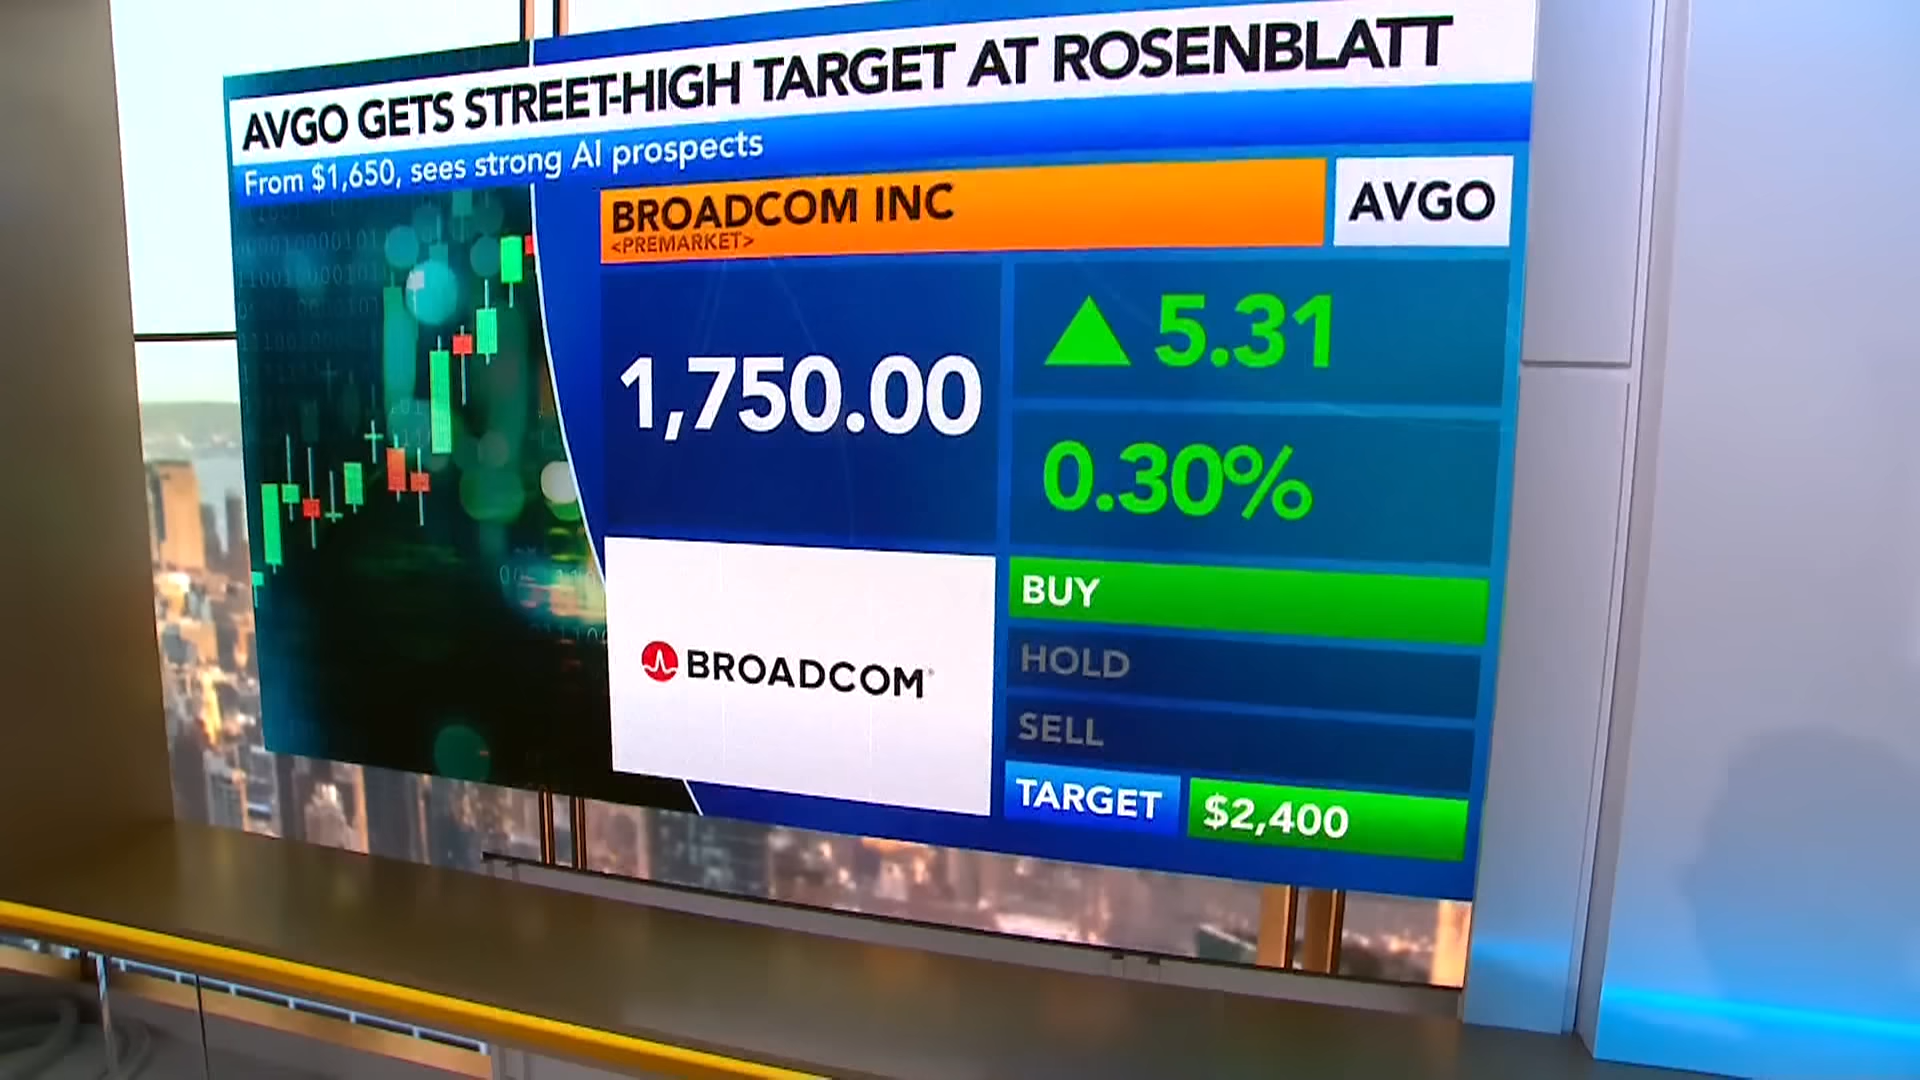 AVGO GETS STREET-HIGH TARGET AT ROSENBLATT
From $1,650, sees strong AI prospects
BROADCOM INC
<PREMARKET>
AVGO
1,750.00
▲ 5.31
0.30%
BROADCOM
BUY
HOLD
SELL
TARGET
$2,400